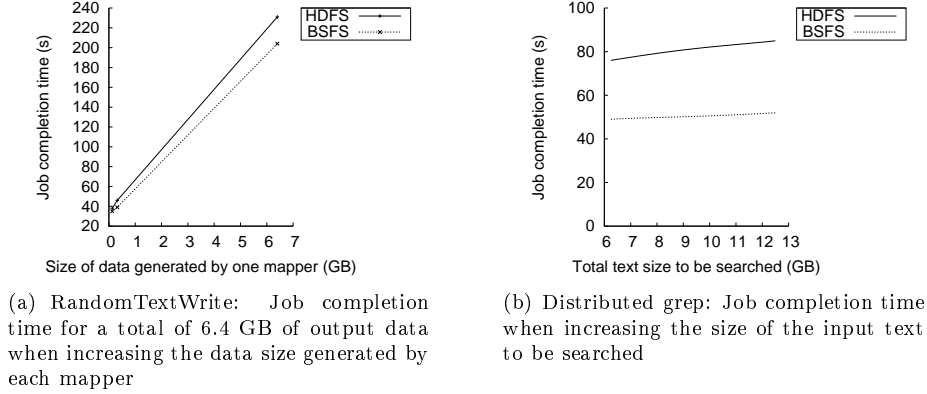 240
220
200
180
160
140
120
100
80
60
40
20
0 1 2 3 4 5 6 7
Job completion time (s)
Size of data generated by one mapper (GB)
HDFS
BSFS
(a) RandomTextWrite: Job completion
time for a total of 6.4 GB of output data
when increasing the data size generated by
each mapper
100
80
60
40
20
0
6 7 8 9 10 11 12 13
Job completion time (s)
Total text size to be searched (GB)
HDFS
BSFS
(b) Distributed grep: Job completion time
when increasing the size of the input text
to be searched